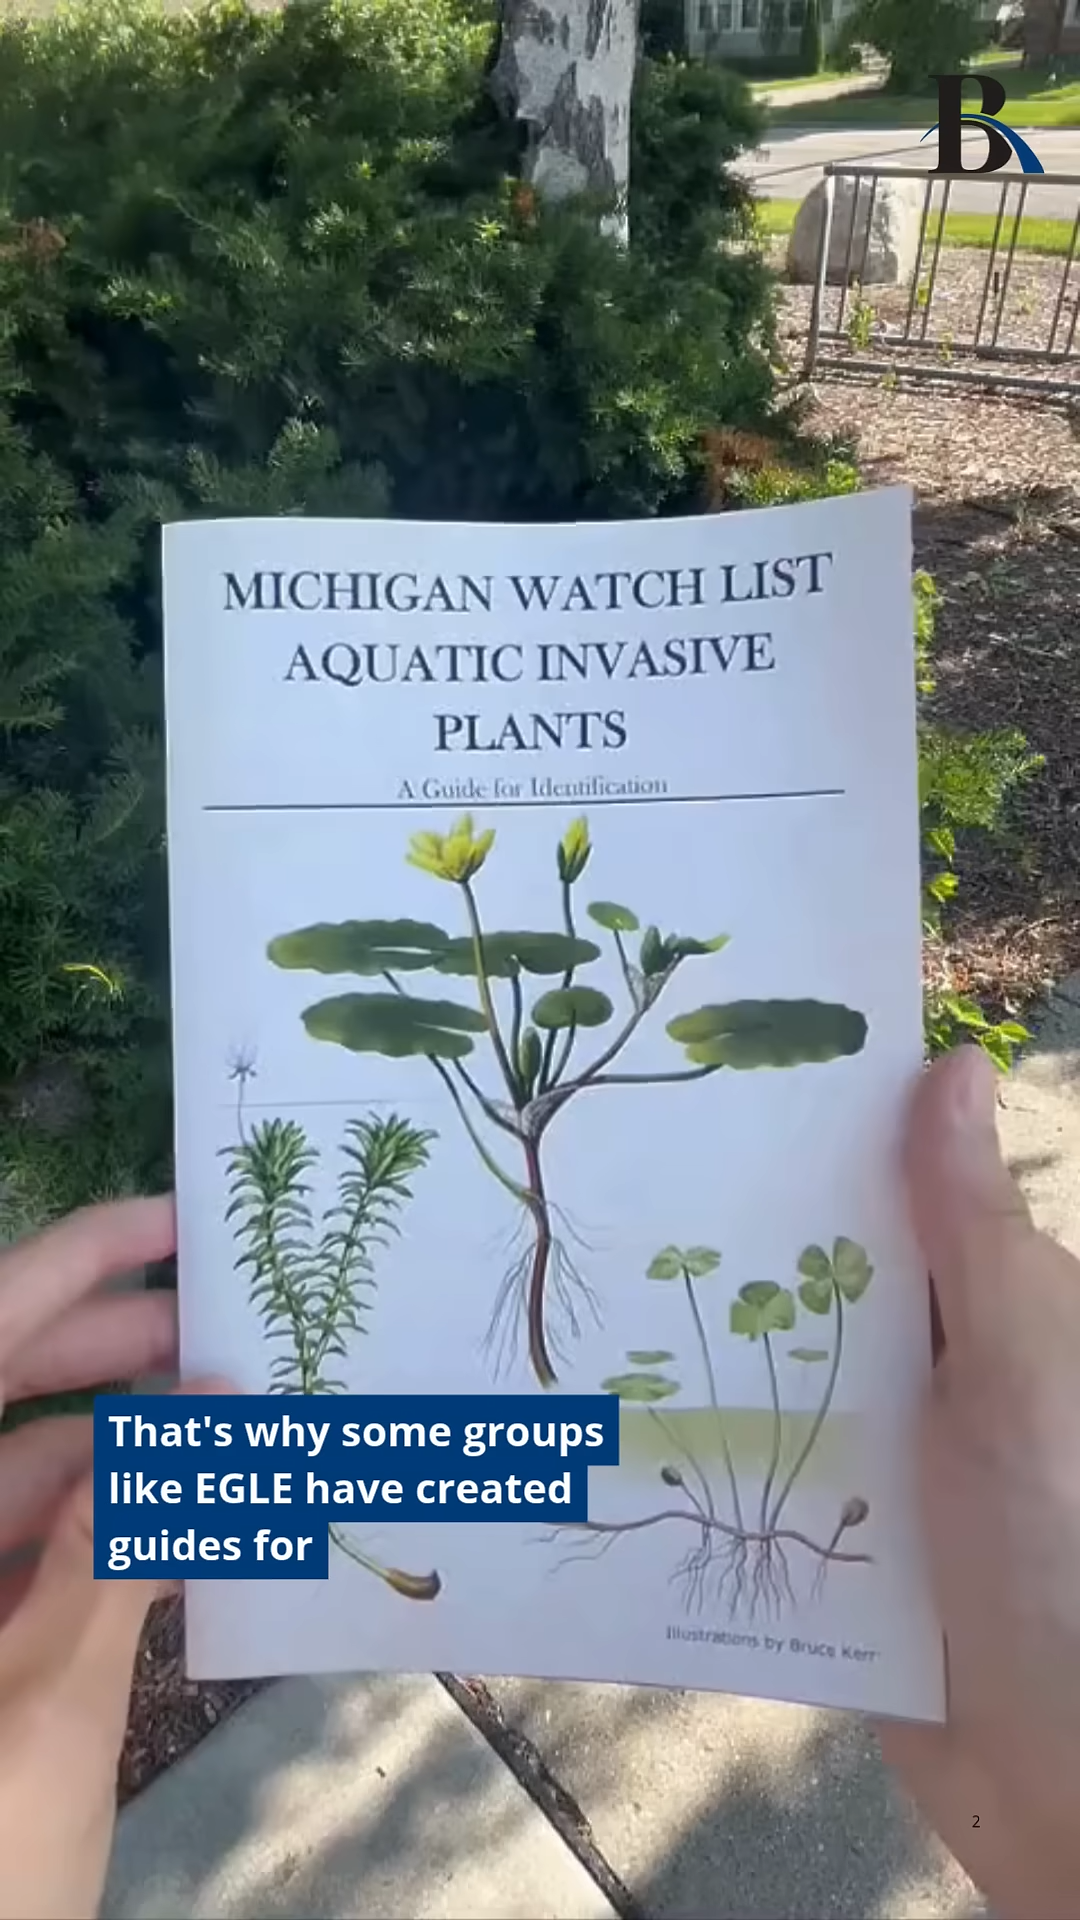 B
MICHIGAN WATCH LIST
AQUATIC INVASIVE
PLANTS
A Guide for Identification
That's why some groups
like EGLE have created
guides for
Illustrations by Bruce Kerr
2